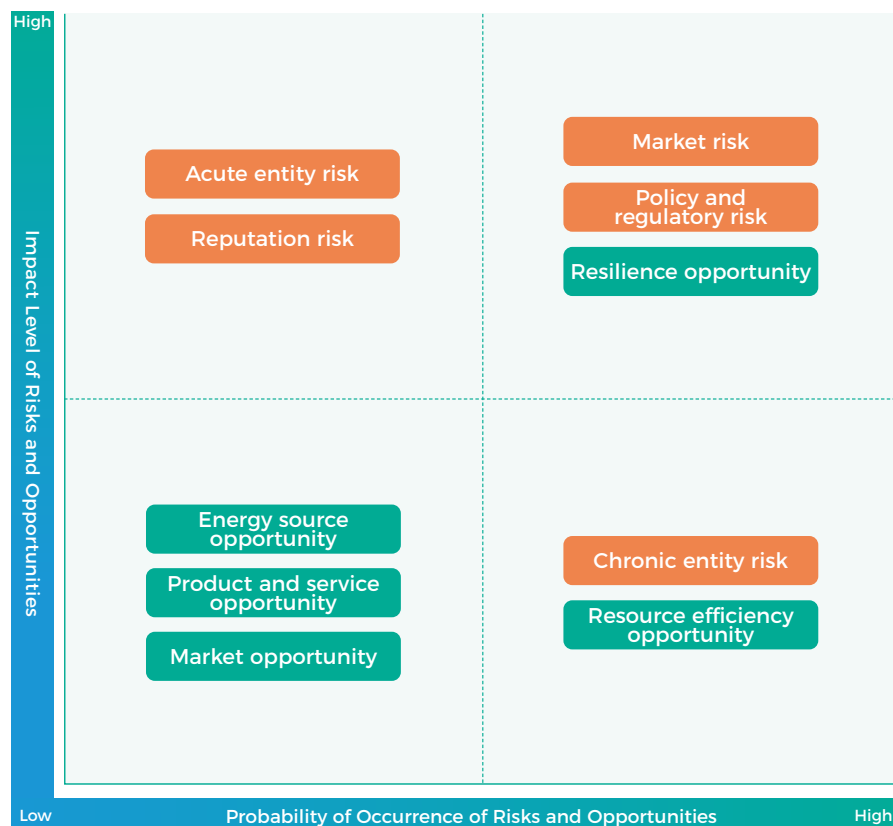 High
Impact Level of Risks and Opportunities
Acute entity risk
Reputation risk
Market risk
Policy and
regulatory risk
Resilience opportunity
Energy source
opportunity
Product and service
opportunity
Market opportunity
Chronic entity risk
Resource efficiency
opportunity
Low
Probability of Occurrence of Risks and Opportunities
High